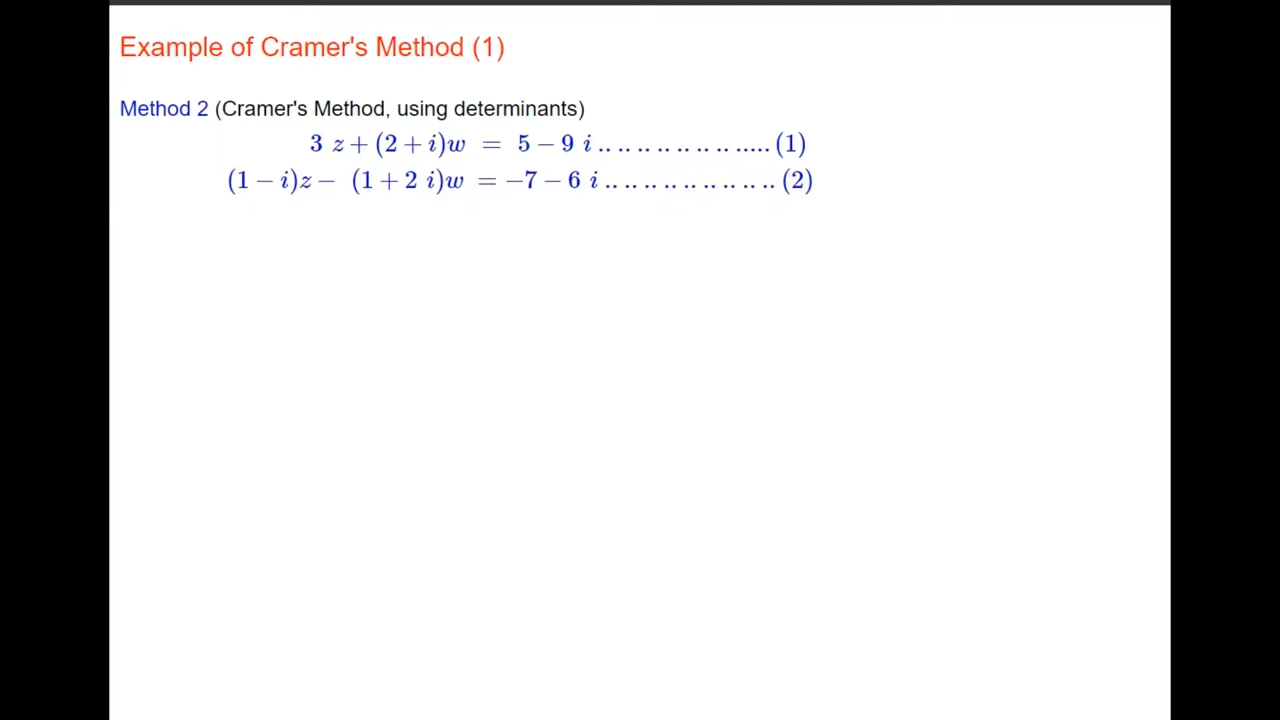 Example of Cramer's Method (1)
Method 2 (Cramer's Method, using determinants)
3 z + (2 + i)w = 5 − 9 i .. .. .. .. .. .. .. ..... (1)
(1 − i)z − (1 + 2 i)w = −7 − 6 i .. .. .. .. .. .. .. .. .. (2)